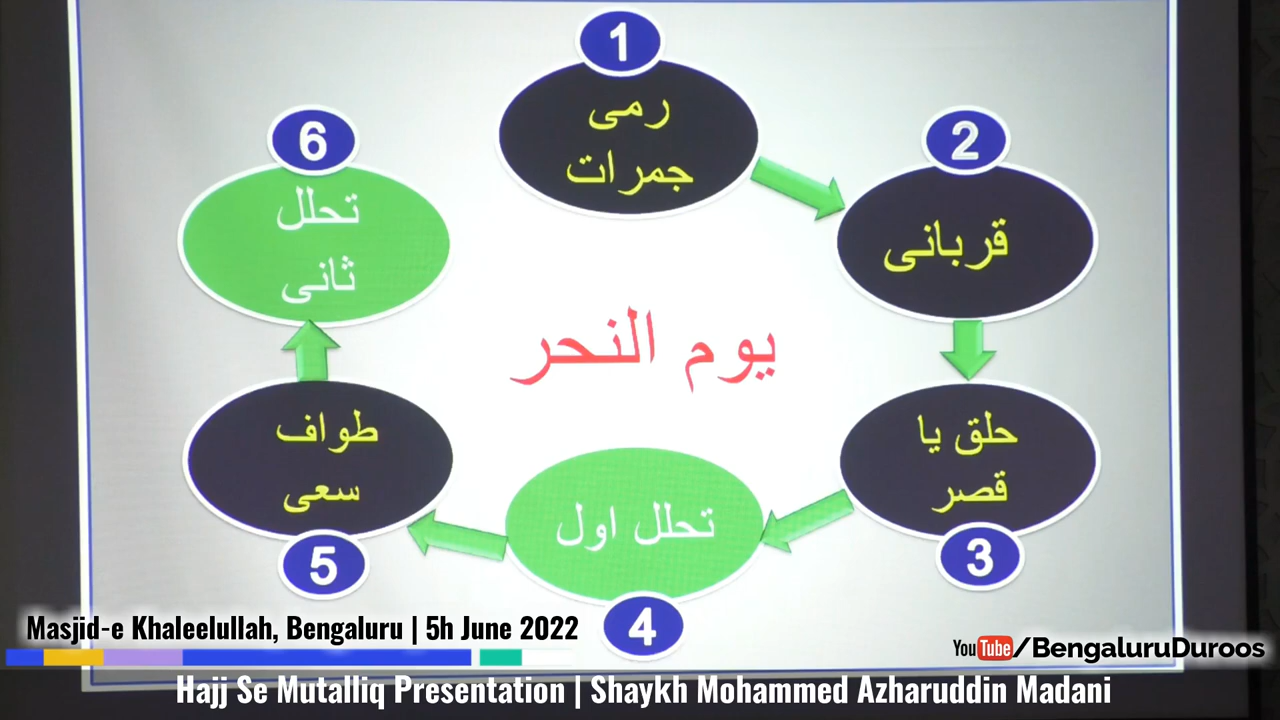 1
رمی
جمرات
2
قربانی
حلق یا
قصر
3
تحلل اول
4
طواف
سعی
5
6
تحلل
ثانی
یوم النحر
Masjid-e Khaleelullah, Bengaluru | 5h June 2022
YouTube/BengaluruDuroos
Hajj Se Mutalliq Presentation | Shaykh Mohammed Azharuddin Madani